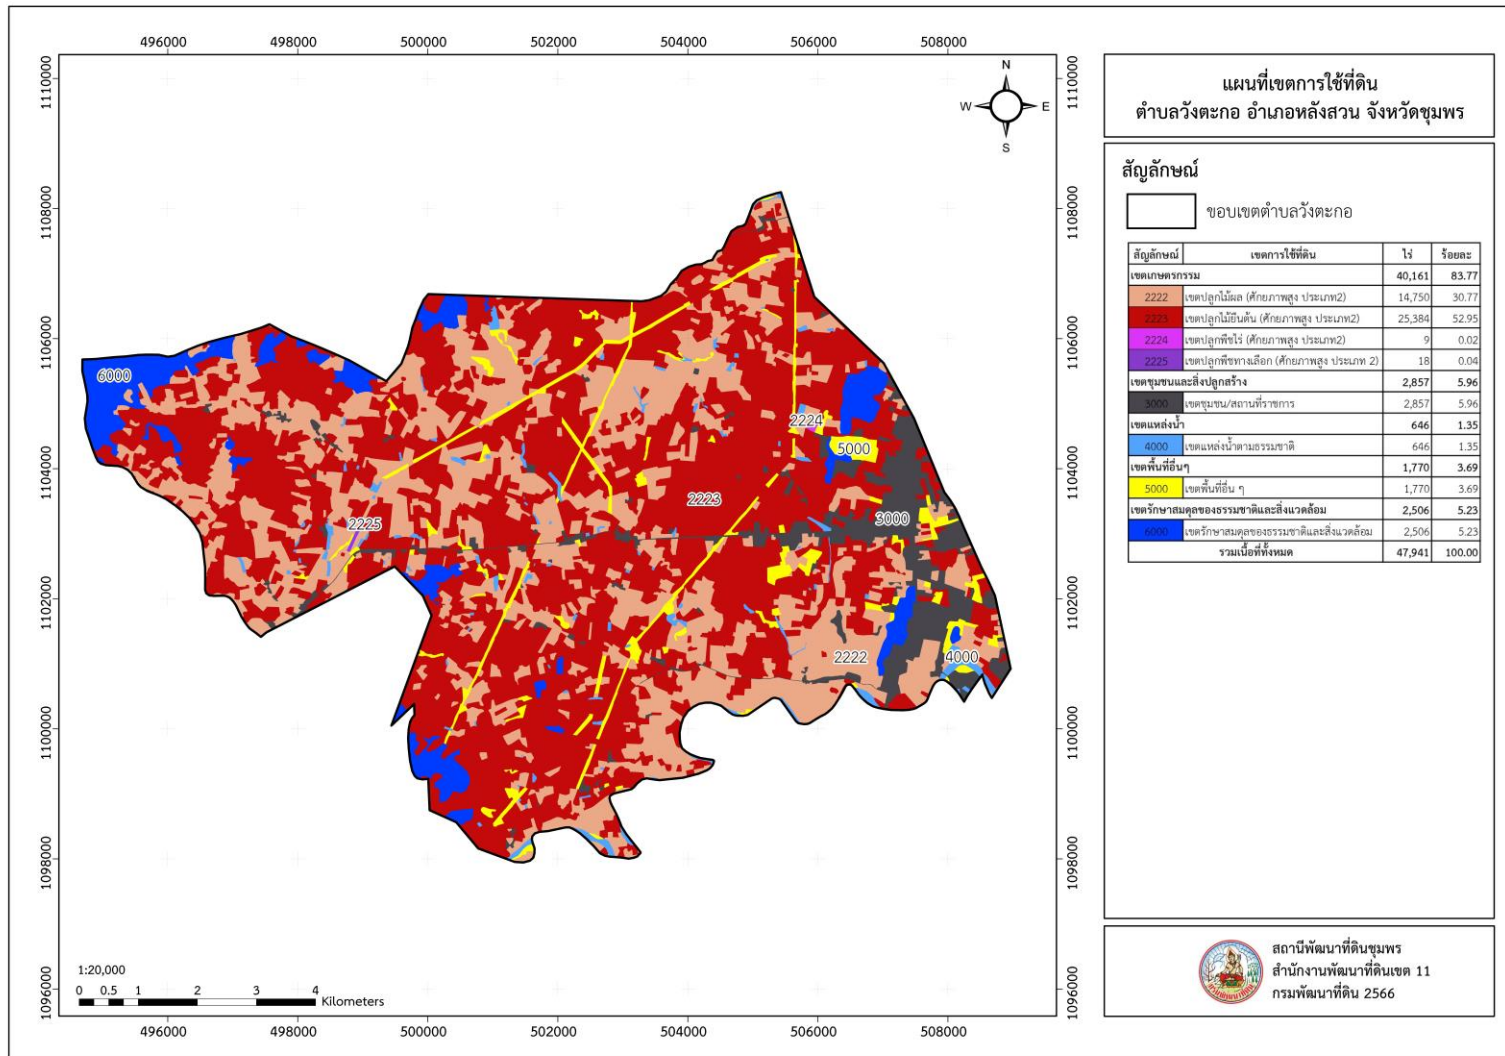 496000 498000 500000 502000 504000 506000 508000
1110000 1110000
1108000 1108000
1106000 1106000
1104000 1104000
1102000 1102000
1100000 1100000
1098000 1098000
1096000 1096000
N
W E
S
6000
2224
5000
2223
3000
2225
2222
4000
1:20,000
0 0.5 1 2 3 4
Kilometers
496000 498000 500000 502000 504000 506000 508000
แผนที่เขตการใช้ที่ดิน
ตำบลวังตะกอ อำเภอหลังสวน จังหวัดชุมพร
สัญลักษณ์
ขอบเขตตำบลวังตะกอ
สัญลักษณ์ เขตการใช้ที่ดิน ไร่ ร้อยละ
เขตเกษตรกรรม 40,161 83.77
2222 เขตปลูกไม้ผล (ศักยภาพสูง ประเภท2) 14,750 30.77
2223 เขตปลูกไม้ยืนต้น (ศักยภาพสูง ประเภท2) 25,384 52.95
2224 เขตปลูกพืชไร่ (ศักยภาพสูง ประเภท2) 9 0.02
2225 เขตปลูกพืชทางเลือก (ศักยภาพสูง ประเภท 2) 18 0.04
เขตชุมชนและสิ่งปลูกสร้าง 2,857 5.96
3000 เขตชุมชน/สถานที่ราชการ 2,857 5.96
เขตแหล่งน้ำ 646 1.35
4000 เขตแหล่งน้ำตามธรรมชาติ 646 1.35
เขตพื้นที่อื่นๆ 1,770 3.69
5000 เขตพื้นที่อื่น ๆ 1,770 3.69
เขตรักษาสมดุลของธรรมชาติและสิ่งแวดล้อม 2,506 5.23
6000 เขตรักษาสมดุลของธรรมชาติและสิ่งแวดล้อม 2,506 5.23
รวมเนื้อที่ทั้งหมด 47,941 100.00
สถานีพัฒนาที่ดินชุมพร
สำนักงานพัฒนาที่ดินเขต 11
กรมพัฒนาที่ดิน 2566
กรมพัฒนาที่ดิน